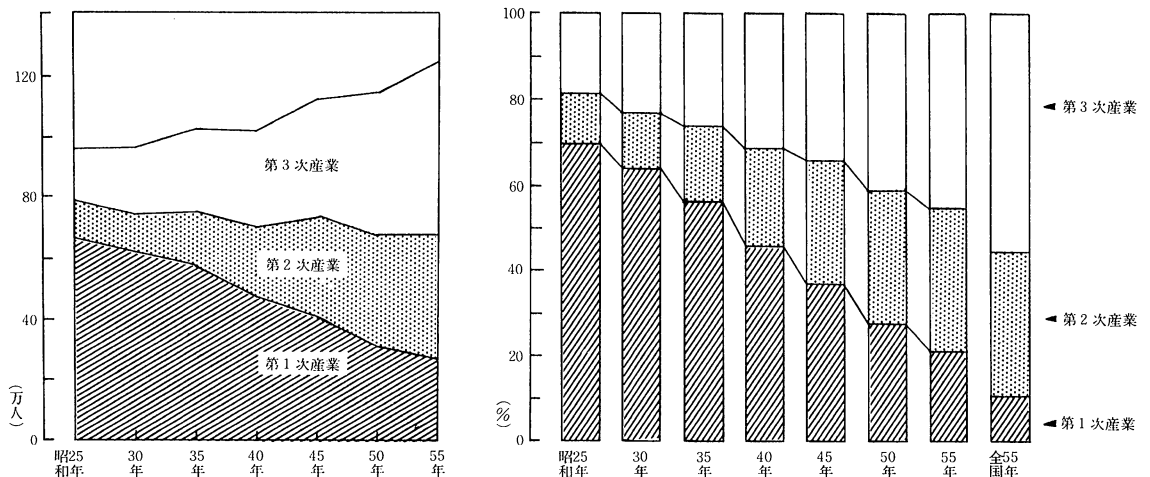 120
80
40
0
(万人)
第3次産業
第2次産業
第1次産業
昭和25年
30年
35年
40年
45年
50年
55年
100
80
60
40
20
0
(%)
昭和25年
30年
35年
40年
45年
50年
55年
全国55年
第3次産業
第2次産業
第1次産業